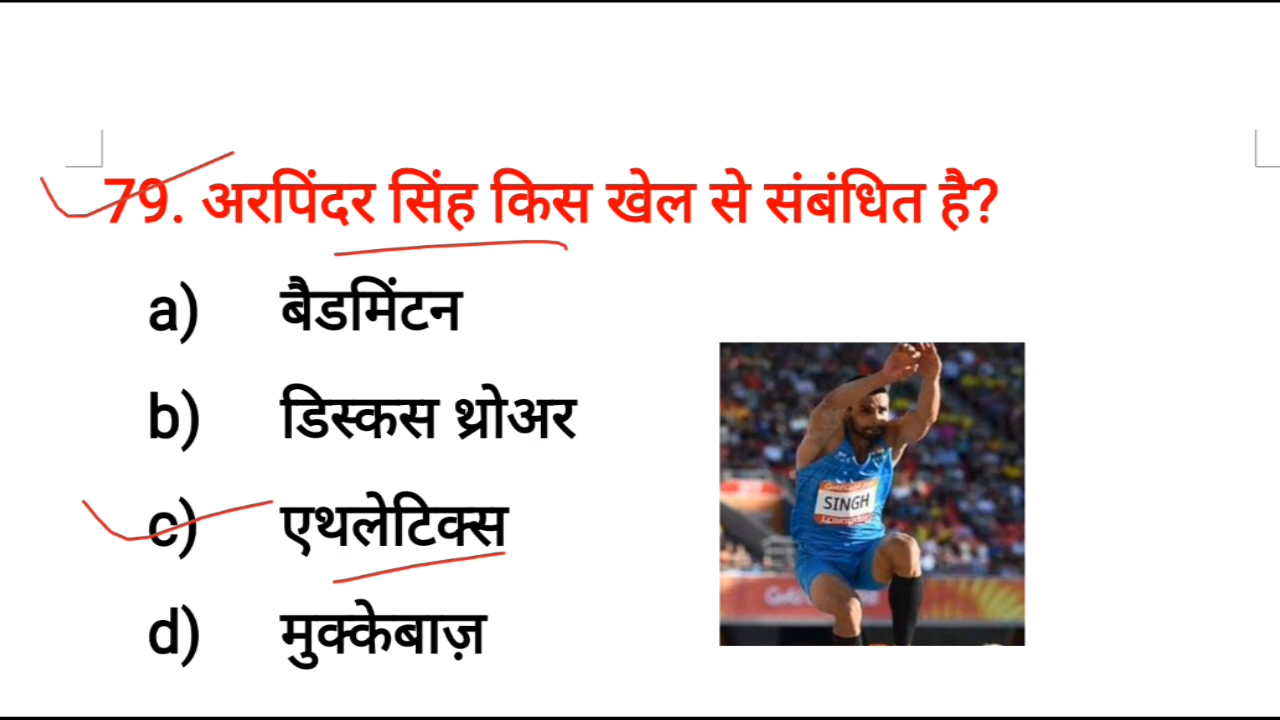 79. अरपिंदर सिंह किस खेल से संबंधित है?
a) बैडमिंटन
b) डिस्कस थ्रोअर
c) एथलेटिक्स
d) मुक्केबाज़
SINGH